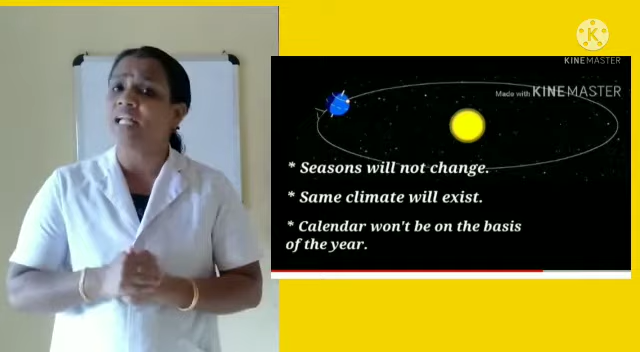 K
KINEMASTER
Made with KINEMASTER
* Seasons will not change.
* Same climate will exist.
* Calendar won't be on the basis
of the year.